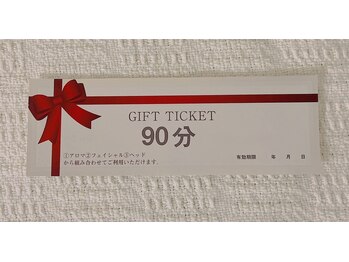 GIFT TICKET
90分
①アロマ②フェイシャル③ヘッド
から組み合わせてご利用いただけます
有効期限　年　月　日